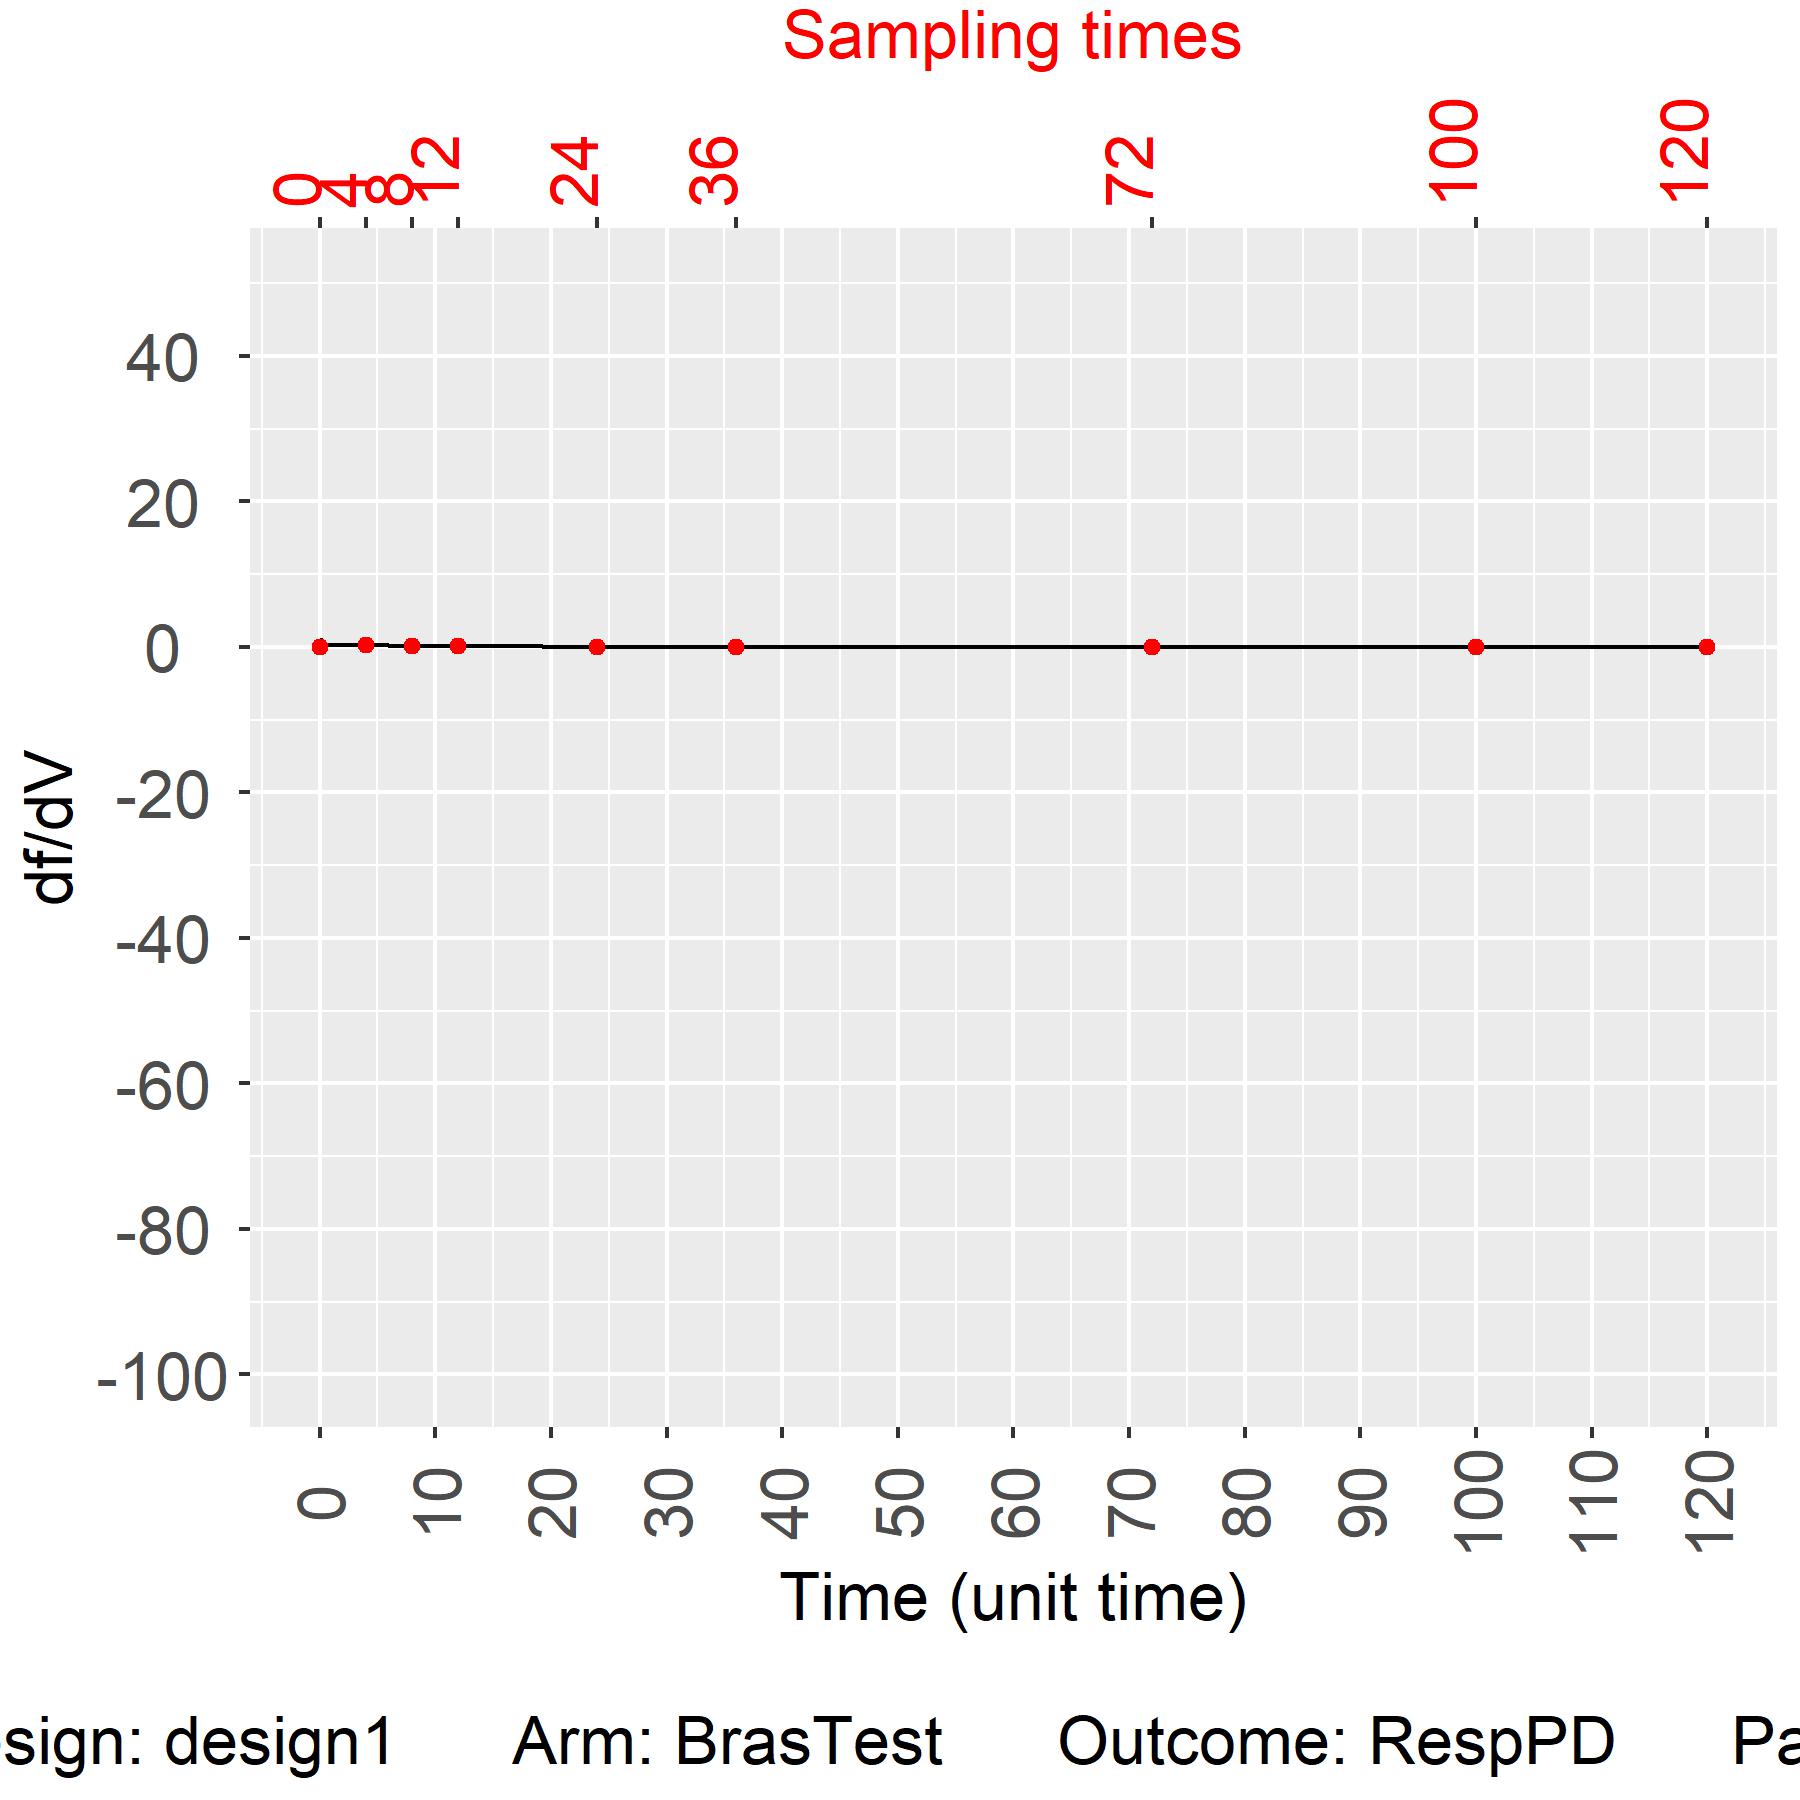 Sampling times
0 4 8 12 24 36 72 100 120
40
20
0
-20
-40
-60
-80
-100
df/dV
0 10 20 30 40 50 60 70 80 90 100 110 120
Time (unit time)
sign: design1 Arm: BrasTest Outcome: RespPD Pa